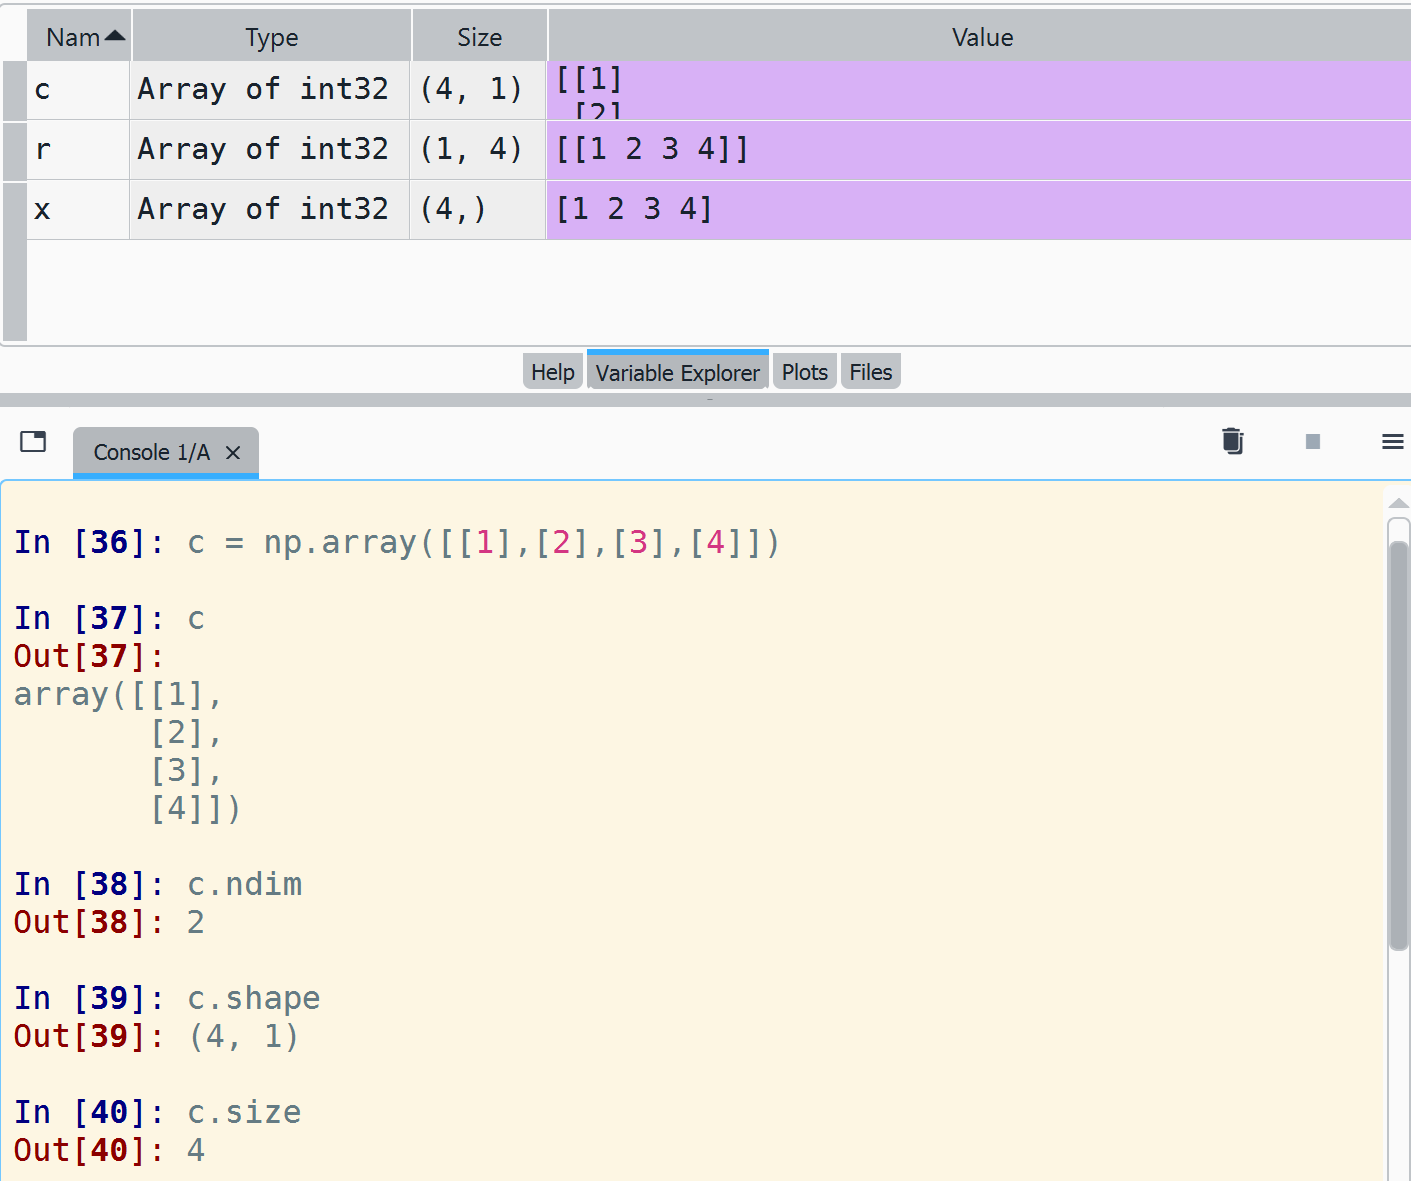 Nam Type Size Value
c Array of int32 (4, 1) [[1]
[2]
r Array of int32 (1, 4) [[1 2 3 4]]
x Array of int32 (4,) [1 2 3 4]
Help Variable Explorer Plots Files
Console 1/A
In [36]: c = np.array([[1],[2],[3],[4]])
In [37]: c
Out[37]:
array([[1],
[2],
[3],
[4]])
In [38]: c.ndim
Out[38]: 2
In [39]: c.shape
Out[39]: (4, 1)
In [40]: c.size
Out[40]: 4